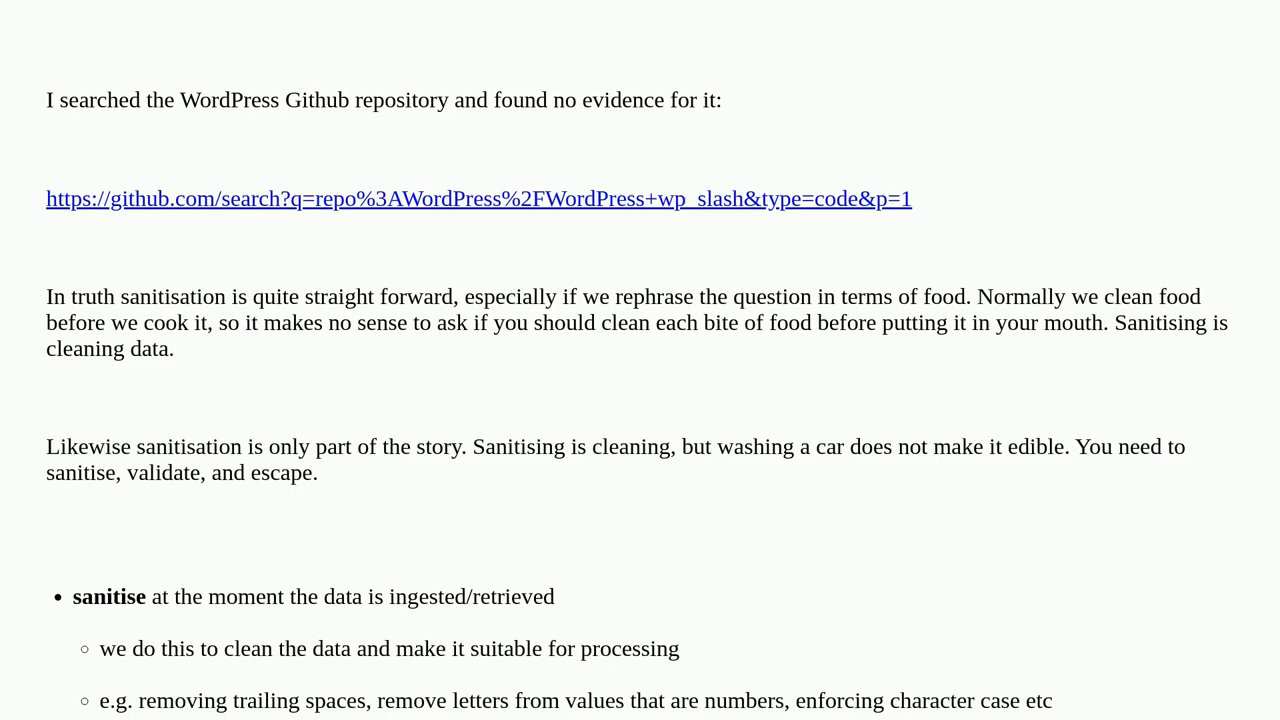 I searched the WordPress Github repository and found no evidence for it:
https://github.com/search?q=repo%3AWordPress%2FWordPress+wp_slash&type=code&p=1
In truth sanitisation is quite straight forward, especially if we rephrase the question in terms of food. Normally we clean food
before we cook it, so it makes no sense to ask if you should clean each bite of food before putting it in your mouth. Sanitising is
cleaning data.
Likewise sanitisation is only part of the story. Sanitising is cleaning, but washing a car does not make it edible. You need to
sanitise, validate, and escape.
• sanitise at the moment the data is ingested/retrieved
◦ we do this to clean the data and make it suitable for processing
◦ e.g. removing trailing spaces, remove letters from values that are numbers, enforcing character case etc